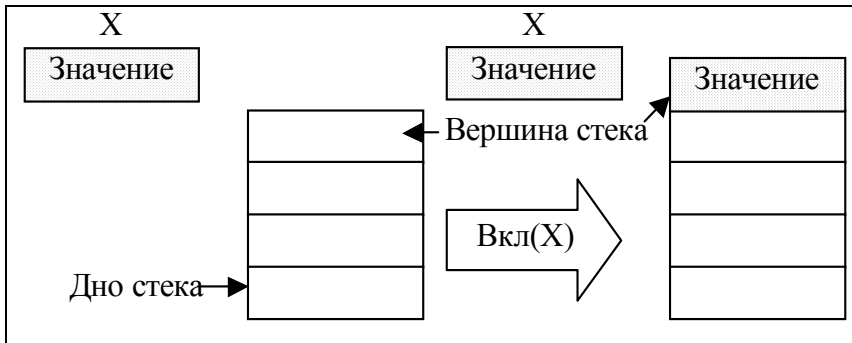 X
X
Значение
Значение
Значение
Вершина стека
Вкл(X)
Дно стека